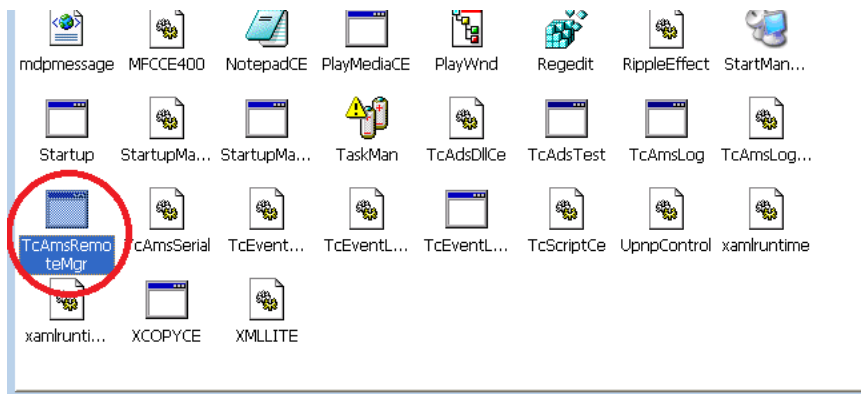 mdpmessage MFCCE400 NotepadCE PlayMediaCE PlayWnd Regedit RippleEffect StartMan...
Startup StartupMa... StartupMa... TaskMan TcAdsDllCe TcAdsTest TcAmsLog TcAmsLog...
TcAmsRemo TcAmsSerial TcEvent... TcEventL... TcEventL... TcScriptCe UpnpControl xamlruntime
teMgr
xamlrunti... XCOPYCE XMLLITE